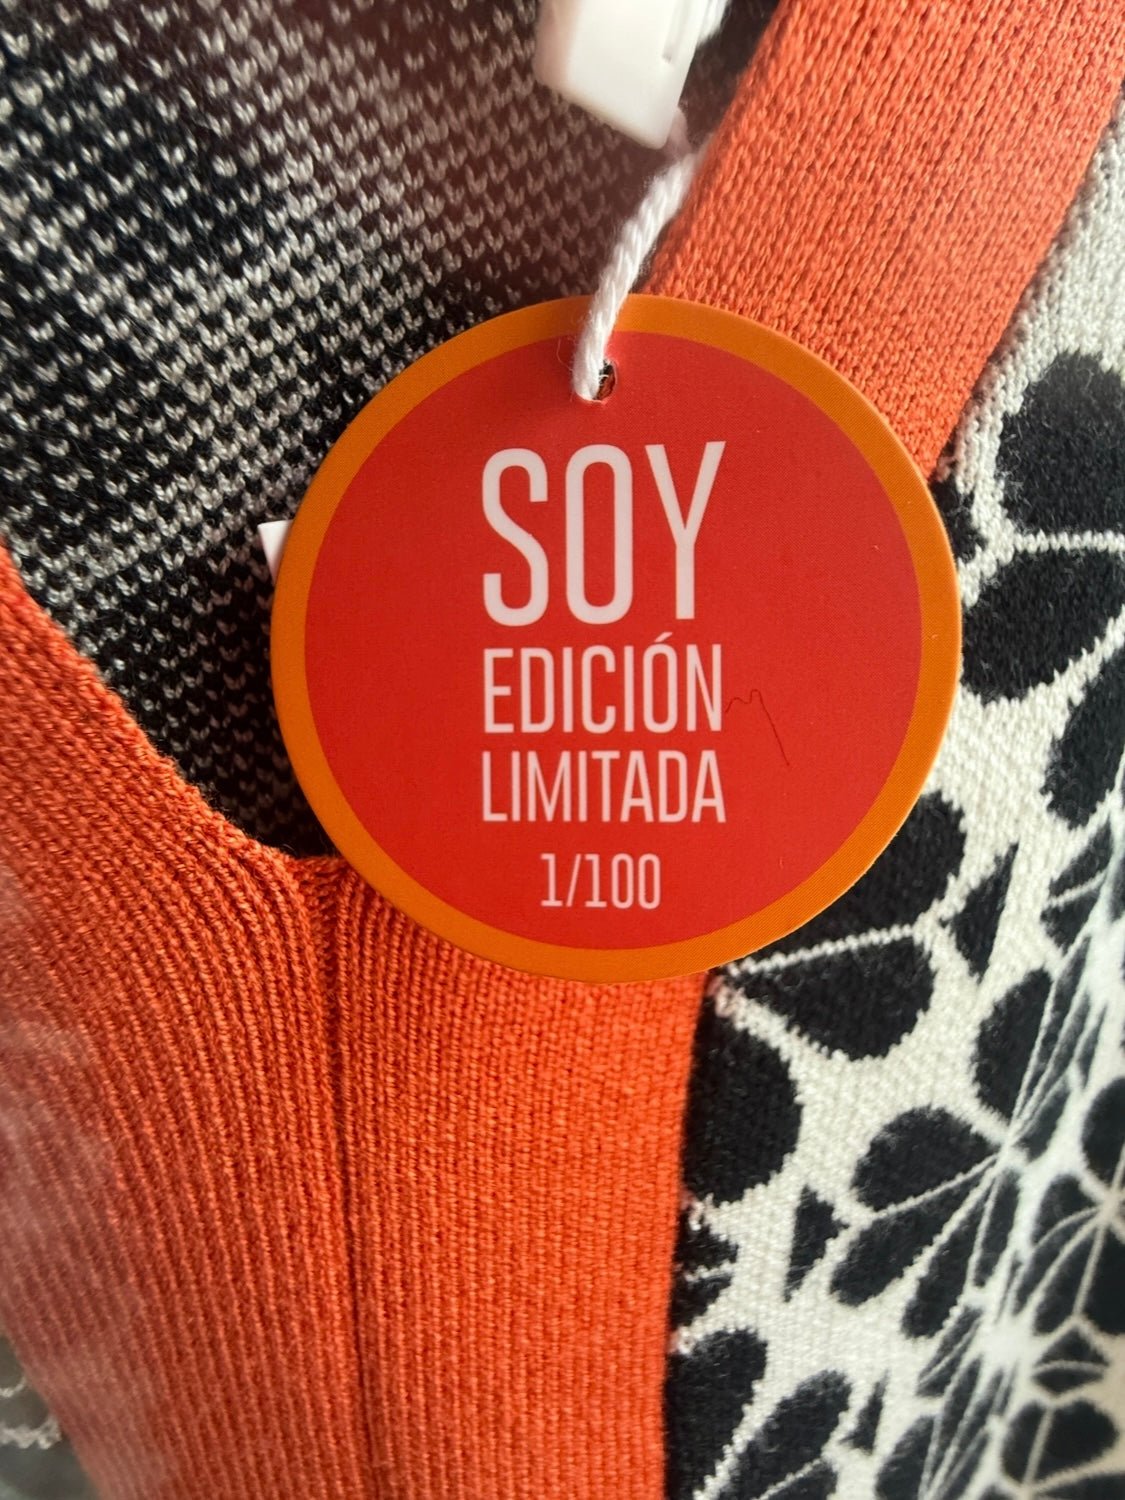 SOY
EDICIÓN
LIMITADA
1/100